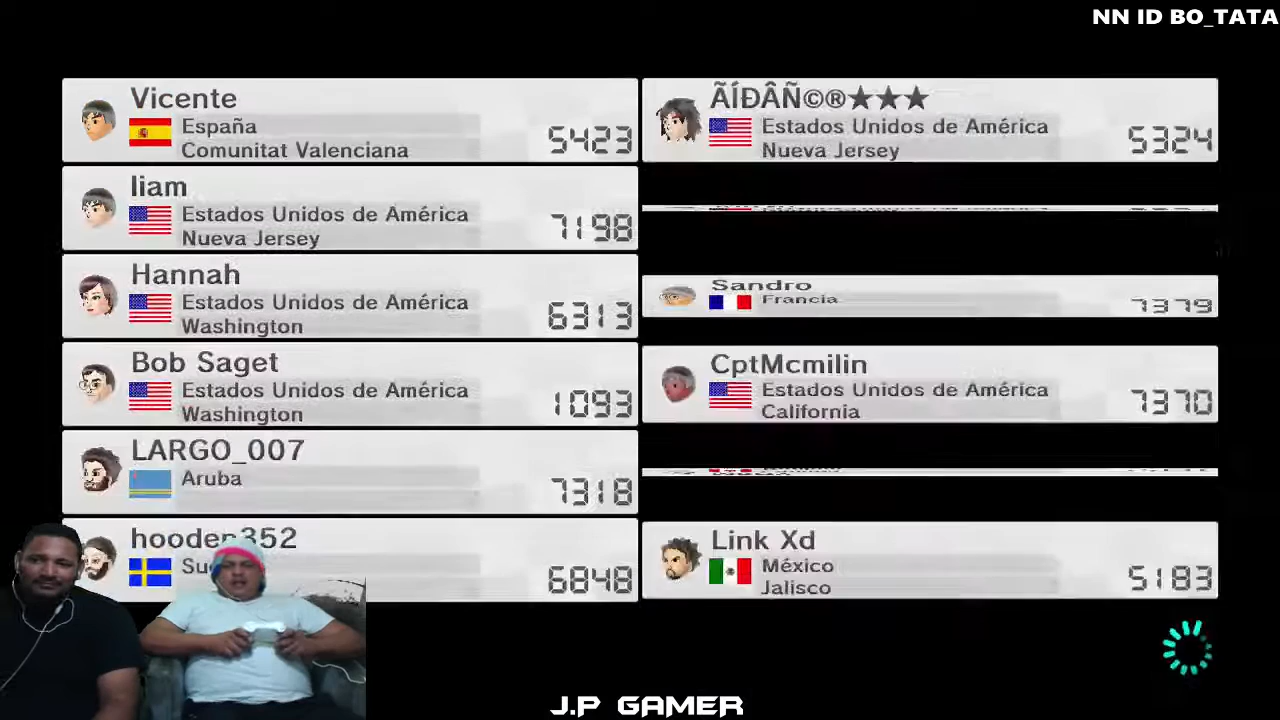 NN ID BO_TATA
Vicente
España
Comunitat Valenciana
5423
liam
Estados Unidos de América
Nueva Jersey
7198
Hannah
Estados Unidos de América
Washington
6313
Bob Saget
Estados Unidos de América
Washington
1093
LARGO_007
Aruba
7318
hooden352
6848
ÃÍÐÂÑ©®★★★
Estados Unidos de América
Nueva Jersey
5324
Sandro
Francia
7379
CptMcmilin
Estados Unidos de América
California
7370
Link Xd
México
Jalisco
5183
J.P GAMER